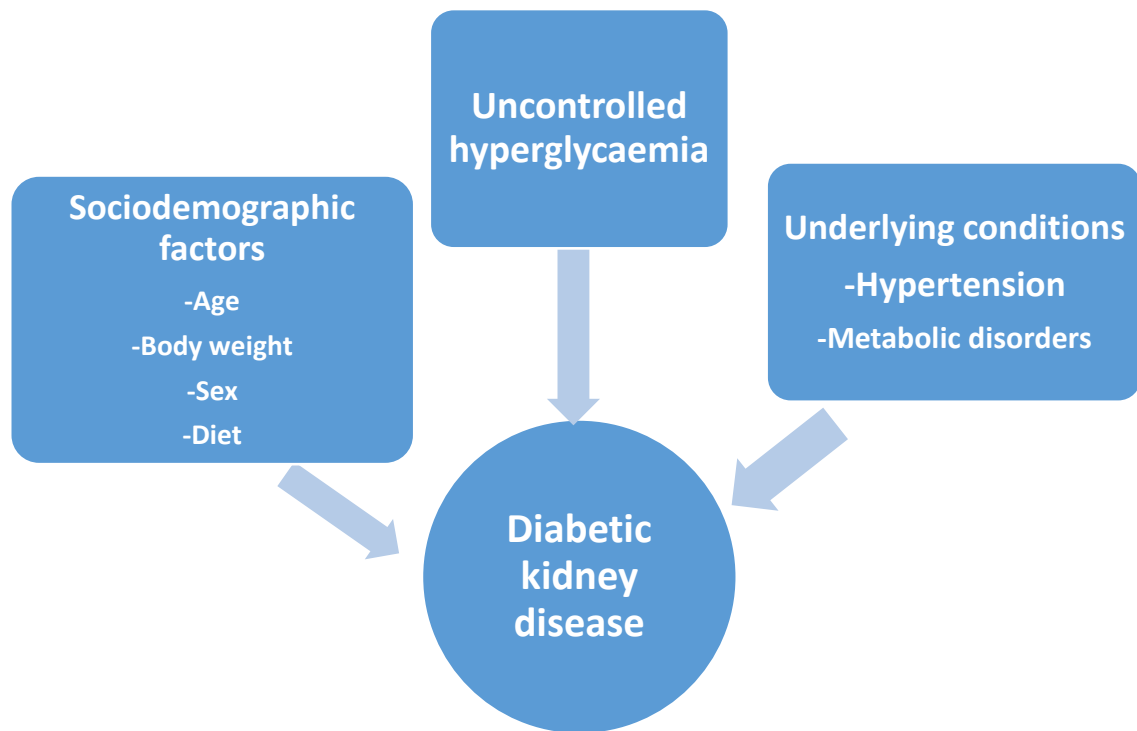 Uncontrolled
hyperglycaemia
Sociodemographic
factors
-Age
-Body weight
-Sex
-Diet
Underlying conditions
-Hypertension
-Metabolic disorders
Diabetic
kidney
disease